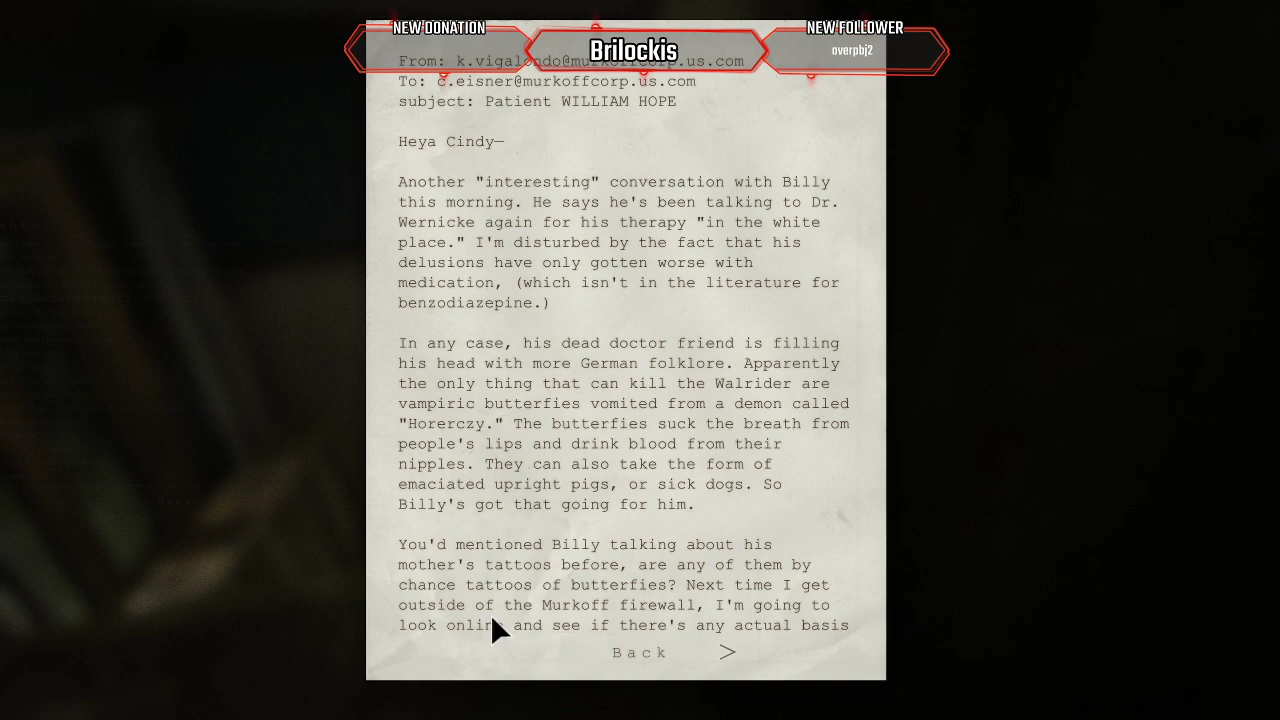 NEW DONATION
NEW FOLLOWER
Brilockis
overpbj2
From: k.vigalondo@murkoffcorp.us.com
To: c.eisner@murkoffcorp.us.com
subject: Patient WILLIAM HOPE
Heya Cindy—
Another "interesting" conversation with Billy
this morning. He says he's been talking to Dr.
Wernicke again for his therapy "in the white
place." I'm disturbed by the fact that his
delusions have only gotten worse with
medication, (which isn't in the literature for
benzodiazepine.)
In any case, his dead doctor friend is filling
his head with more German folklore. Apparently
the only thing that can kill the Walrider are
vampiric butterfies vomited from a demon called
"Horerczy." The butterflies suck the breath from
people's lips and drink blood from their
nipples. They can also take the form of
emaciated upright pigs, or sick dogs. So
Billy's got that going for him.
You'd mentioned Billy talking about his
mother's tattoos before, are any of them by
chance tattoos of butterfies? Next time I get
outside of the Murkoff firewall, I'm going to
look online and see if there's any actual basis
Back >